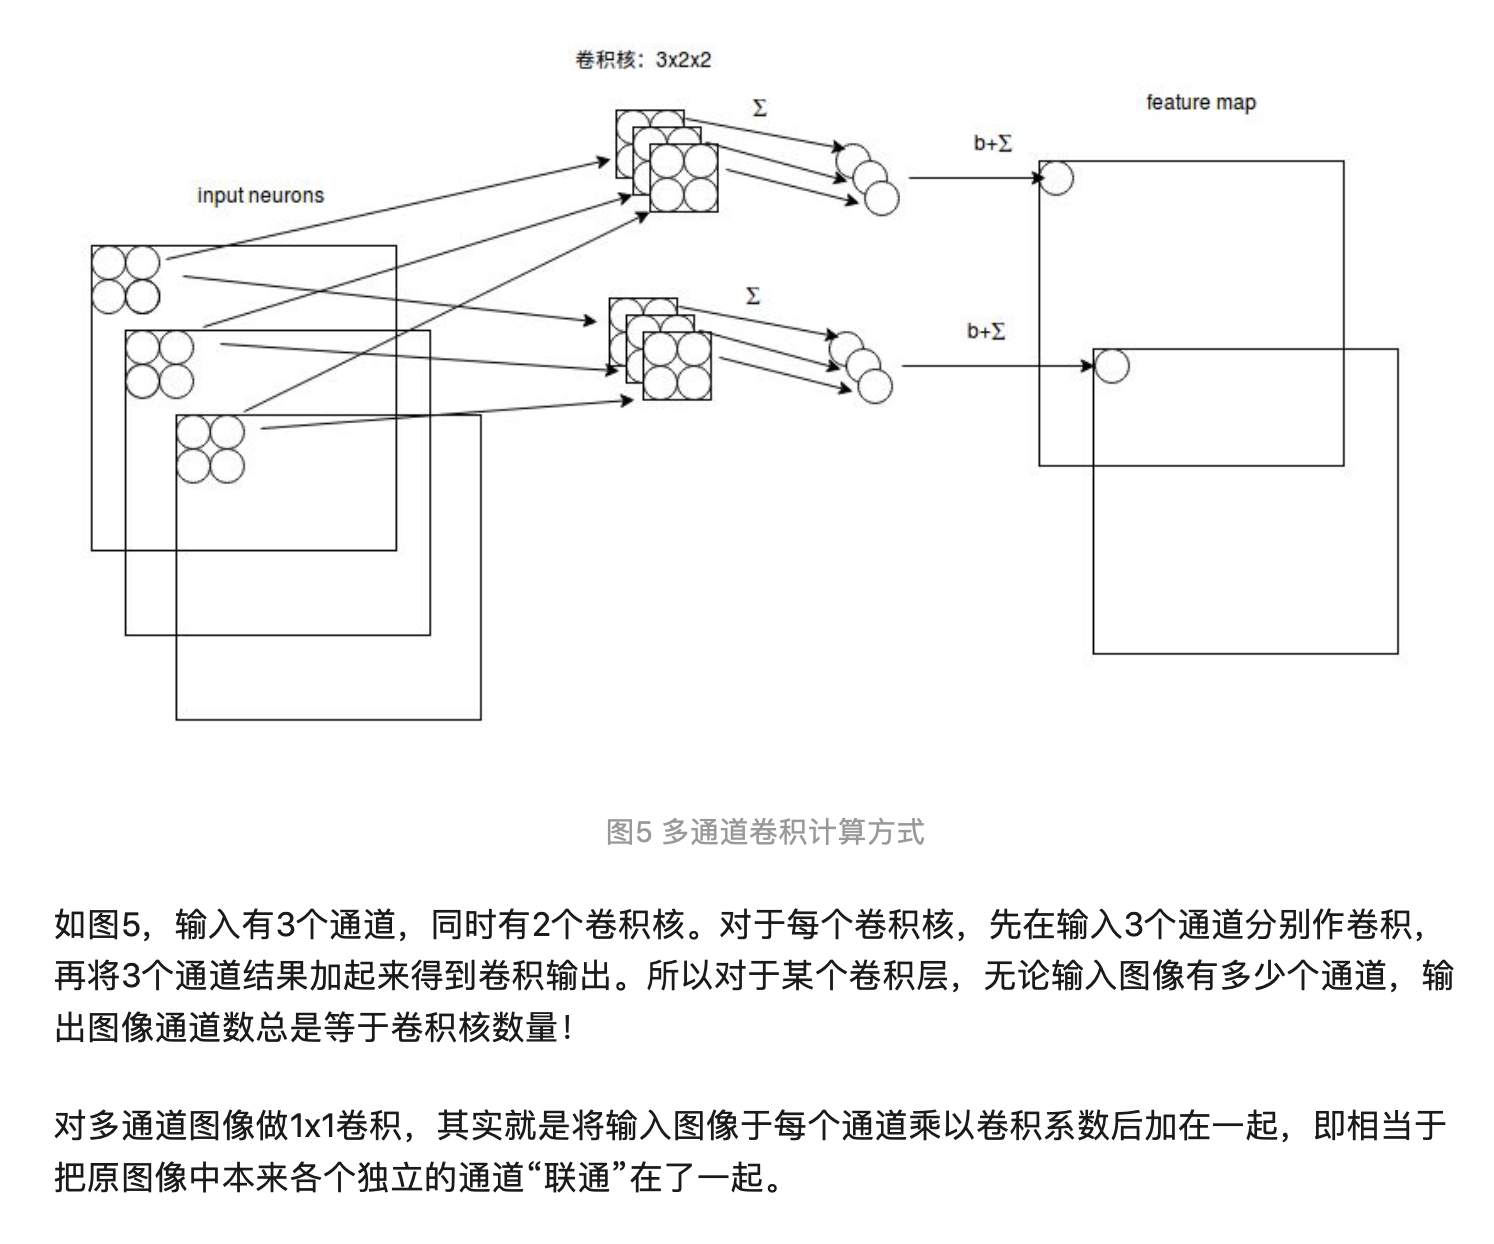 卷积核：3x2x2
Σ
feature map
b+Σ
input neurons
Σ
b+Σ
图5 多通道卷积计算方式
如图5，输入有3个通道，同时有2个卷积核。对于每个卷积核，先在输入3个通道分别作卷积，
再将3个通道结果加起来得到卷积输出。所以对于某个卷积层，无论输入图像有多少个通道，输
出图像通道数总是等于卷积核数量！
对多通道图像做1x1卷积，其实就是将输入图像于每个通道乘以卷积系数后加在一起，即相当于
把原图像中本来各个独立的通道“联通”在了一起。